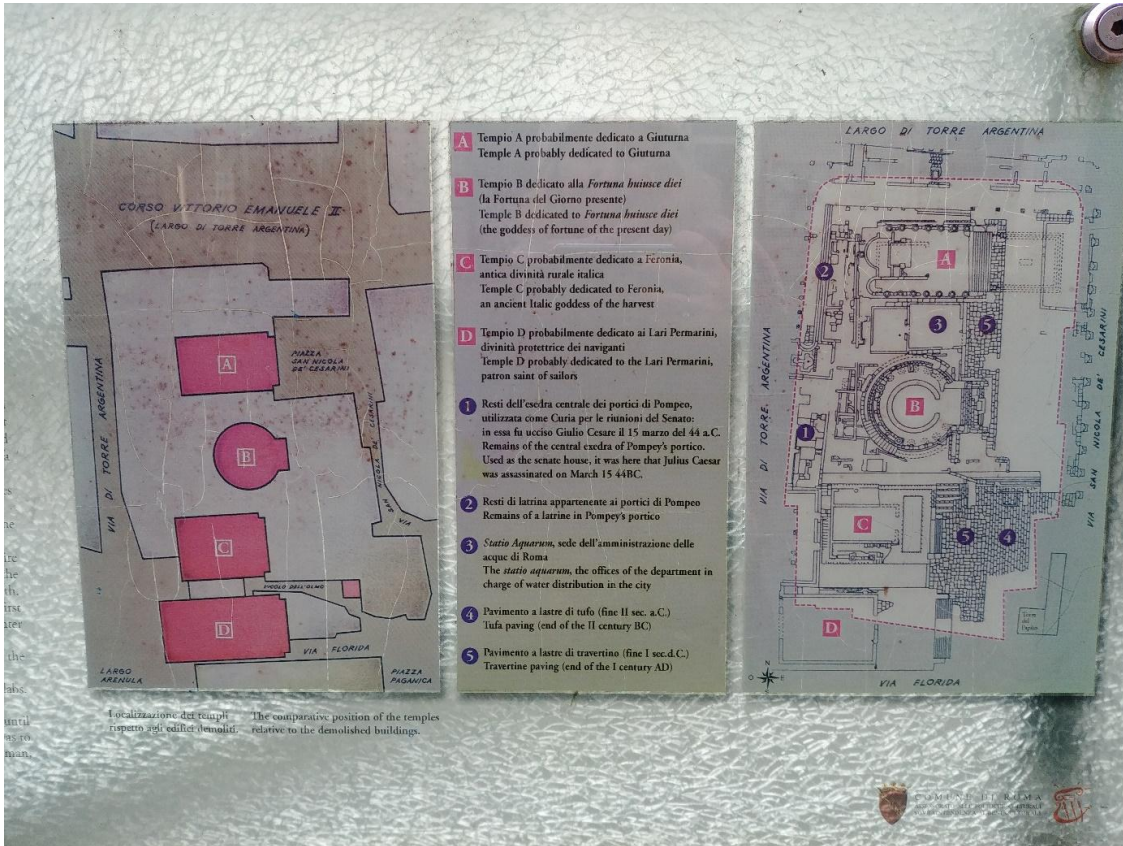 CORSO VITTORIO EMANUELE II
(LARGO DI TORRE ARGENTINA)
A
PIAZZA
SAN NICOLA
DE' CESARINI
VIA DI TORRE ARGENTINA
B
SAN NICOLA DE' CESARINI
VIA
C
VICOLO DELL'OLMO
D
VIA FLORIDA
LARGO
ARENULA
PIAZZA
PAGANICA
Localizzazione dei templi
rispetto agli edifici demoliti.
The comparative position of the temples
relative to the demolished buildings.
A Tempio A probabilmente dedicato a Giuturna
Temple A probably dedicated to Giuturna
B Tempio B dedicato alla Fortuna huiusce diei
(la Fortuna del Giorno presente)
Temple B dedicated to Fortuna huiusce diei
(the goddess of fortune of the present day)
C Tempio C probabilmente dedicato a Feronia,
antica divinità rurale italica
Temple C probably dedicated to Feronia,
an ancient Italic goddess of the harvest
D Tempio D probabilmente dedicato ai Lari Permarini,
divinità protettrice dei naviganti
Temple D probably dedicated to the Lari Permarini,
patron saint of sailors
1 Resti dell'esedra centrale dei portici di Pompeo,
utilizzata come Curia per le riunioni del Senato:
in essa fu ucciso Giulio Cesare il 15 marzo del 44 a.C.
Remains of the central exedra of Pompey's portico.
Used as the senate house, it was here that Julius Caesar
was assassinated on March 15 44BC.
2 Resti di latrina appartenente ai portici di Pompeo
Remains of a latrine in Pompey's portico
3 Statio Aquarum, sede dell'amministrazione delle
acque di Roma
The statio aquarum, the offices of the department in
charge of water distribution in the city
4 Pavimento a lastre di tufo (fine II sec. a.C.)
Tufa paving (end of the II century BC)
5 Pavimento a lastre di travertino (fine I sec.d.C.)
Travertine paving (end of the I century AD)
LARGO DI TORRE ARGENTINA
A
2
3
5
B
1
VIA DI TORRE ARGENTINA
VIA SAN NICOLA DE' CESARINI
C
5
4
D
Torre
del
Papito
N
O
E
VIA FLORIDA
COMUNE DI ROMA